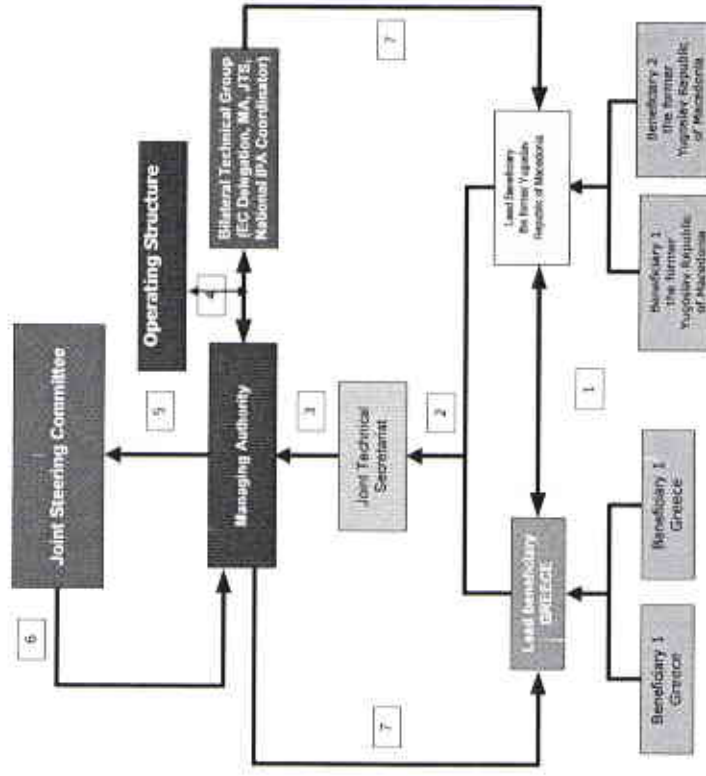 Joint Steering Committee
6
5
Operating Structure
4
Managing Authority
Bilateral Technical Group
(EC Delegation, MA, JTS,
National IPA Coordinator)
3
Joint Technical
Secretariat
2
7
7
Lead Beneficiary
GREECE
1
Lead Beneficiary
the former Yugoslav
Republic of Macedonia
Beneficiary 1
Greece
Beneficiary 1
Greece
Beneficiary 1
the former
Yugoslav Republic
of Macedonia
Beneficiary 2
the former
Yugoslav Republic
of Macedonia